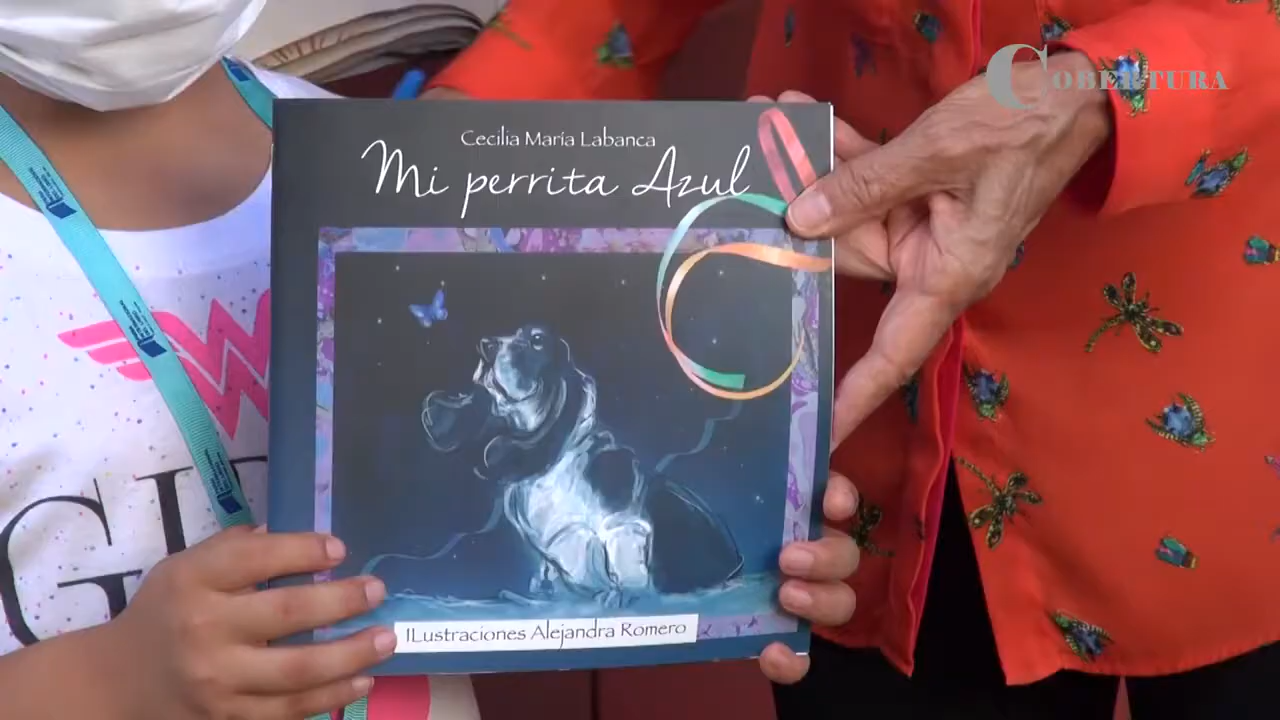 COBERTURA
Cecilia María Labanca
Mi perrita Azul
ILustraciones Alejandra Romero